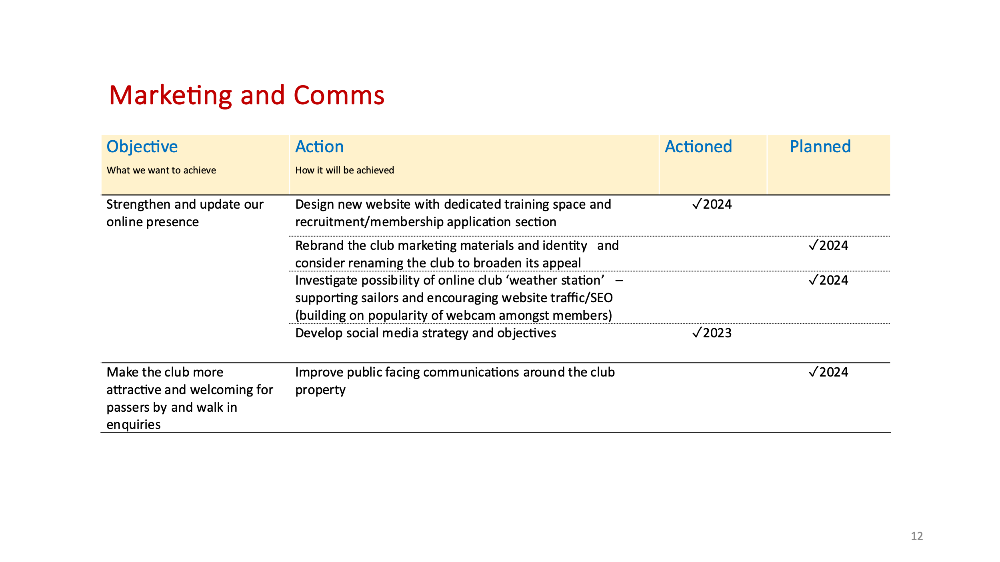 Marketing and Comms
Objective Action Actioned Planned
What we want to achieve How it will be achieved
Strengthen and update our Design new website with dedicated training space and ✓2024
online presence recruitment/membership application section
Rebrand the club marketing materials and identity and ✓2024
consider renaming the club to broaden its appeal
Investigate possibility of online club ‘weather station’ – ✓2024
supporting sailors and encouraging website traffic/SEO
(building on popularity of webcam amongst members)
Develop social media strategy and objectives ✓2023
Make the club more Improve public facing communications around the club ✓2024
attractive and welcoming for property
passers by and walk in
enquiries
12